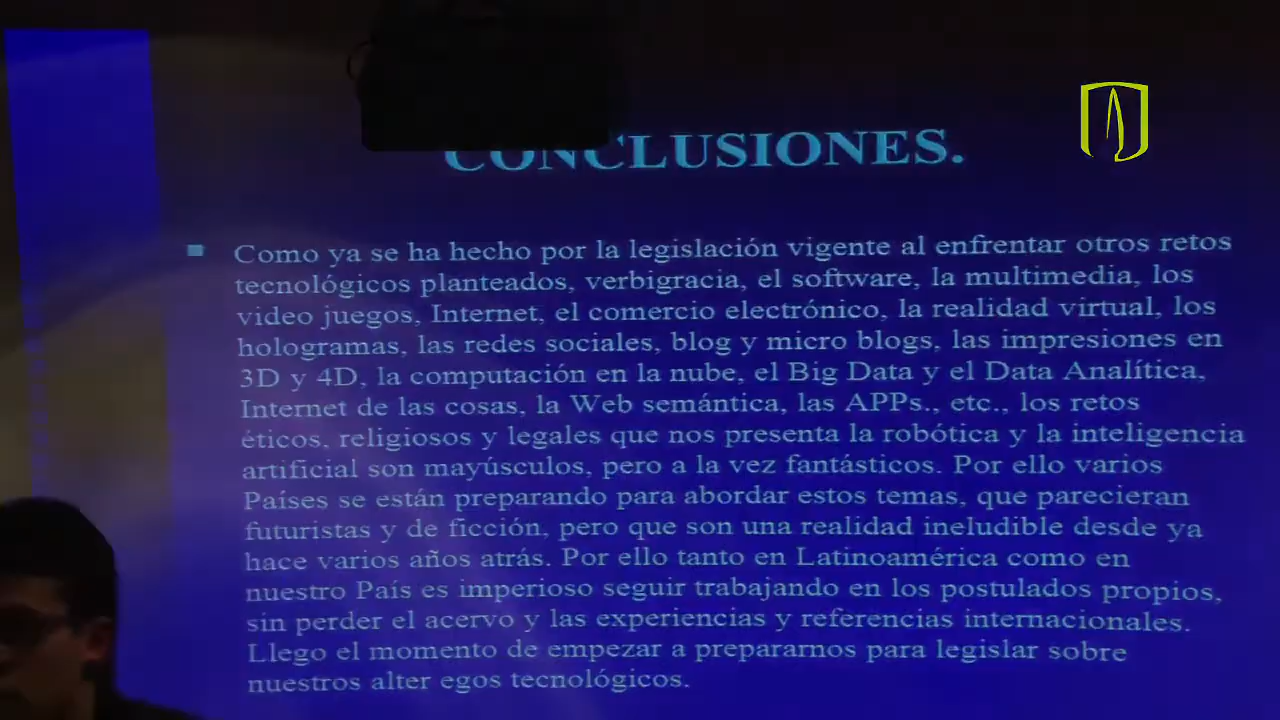 CONCLUSIONES.
Como ya se ha hecho por la legislación vigente al enfrentar otros retos
tecnológicos planteados, verbigracia, el software, la multimedia, los
video juegos, Internet, el comercio electrónico, la realidad virtual, los
hologramas, las redes sociales, blog y micro blogs, las impresiones en
3D y 4D, la computación en la nube, el Big Data y el Data Analítica,
Internet de las cosas, la Web semántica, las APPs., etc., los retos
éticos, religiosos y legales que nos presenta la robótica y la inteligencia
artificial son mayúsculos, pero a la vez fantásticos. Por ello varios
Países se están preparando para abordar estos temas, que parecieran
futuristas y de ficción, pero que son una realidad ineludible desde ya
hace varios años atrás. Por ello tanto en Latinoamérica como en
nuestro País es imperioso seguir trabajando en los postulados propios,
sin perder el acervo y las experiencias y referencias internacionales.
Llego el momento de empezar a prepararnos para legislar sobre
nuestros alter egos tecnológicos.